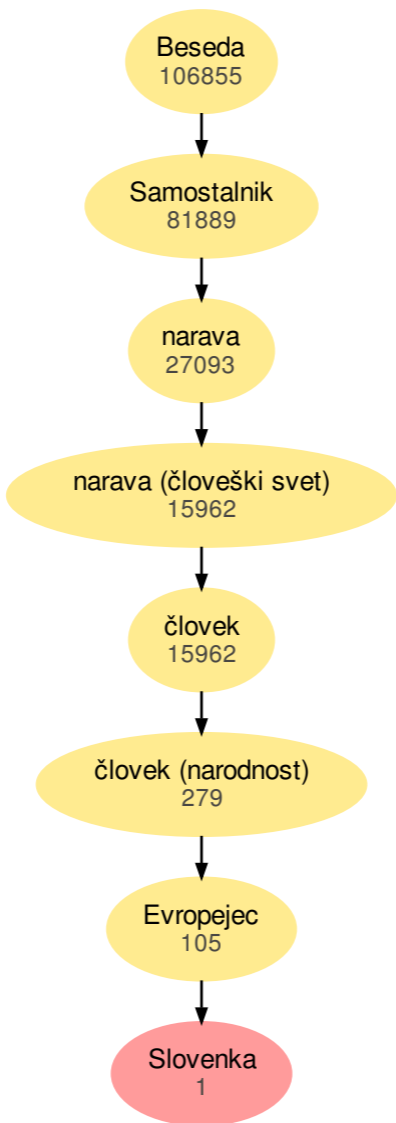 Beseda
106855
Samostalnik
81889
narava
27093
narava (človeški svet)
15962
človek
15962
človek (narodnost)
279
Evropejec
105
Slovenka
1